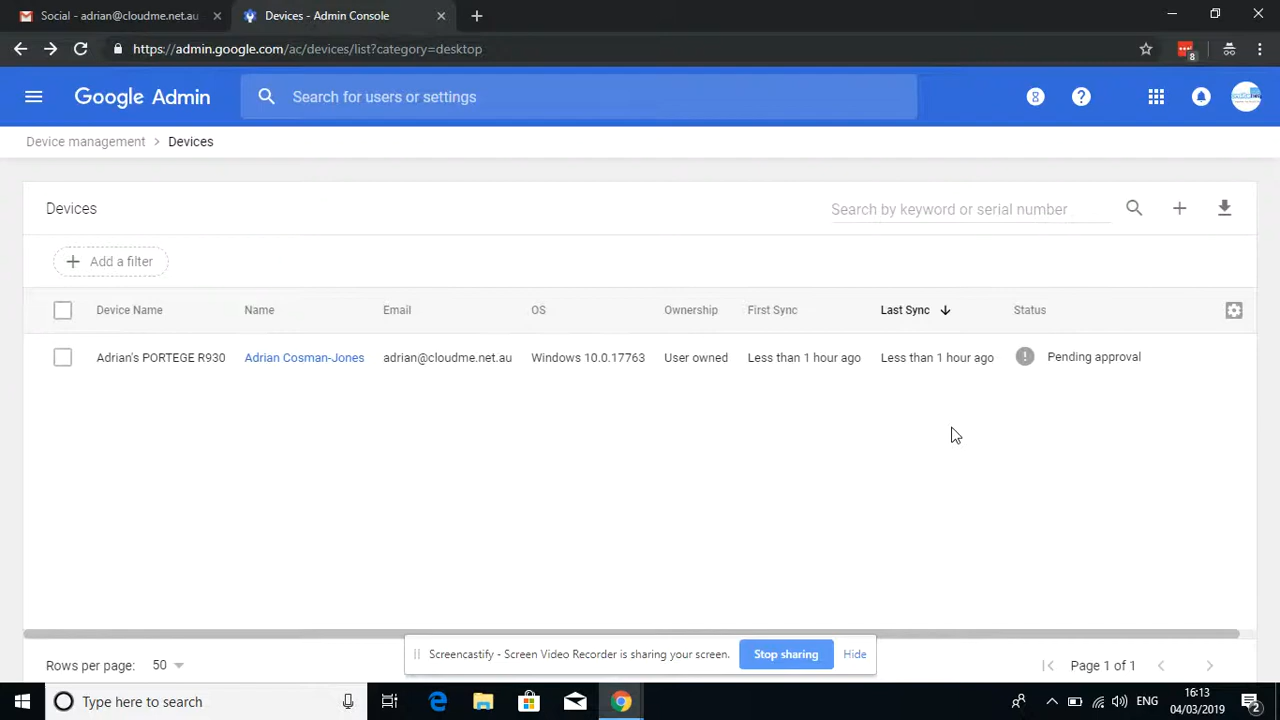 Social - adrian@cloudme.net.au
Devices - Admin Console
https://admin.google.com/ac/devices/list?category=desktop
8
Google Admin
Search for users or settings
8
?
Device management > Devices
Devices
Search by keyword or serial number
+ Add a filter
Device Name Name Email OS Ownership First Sync Last Sync Status
Adrian's PORTEGE R930 Adrian Cosman-Jones adrian@cloudme.net.au Windows 10.0.17763 User owned Less than 1 hour ago Less than 1 hour ago ! Pending approval
Screencastify - Screen Video Recorder is sharing your screen. Stop sharing Hide
Rows per page: 50
Page 1 of 1
Type here to search
ENG
16:13
04/03/2019
2